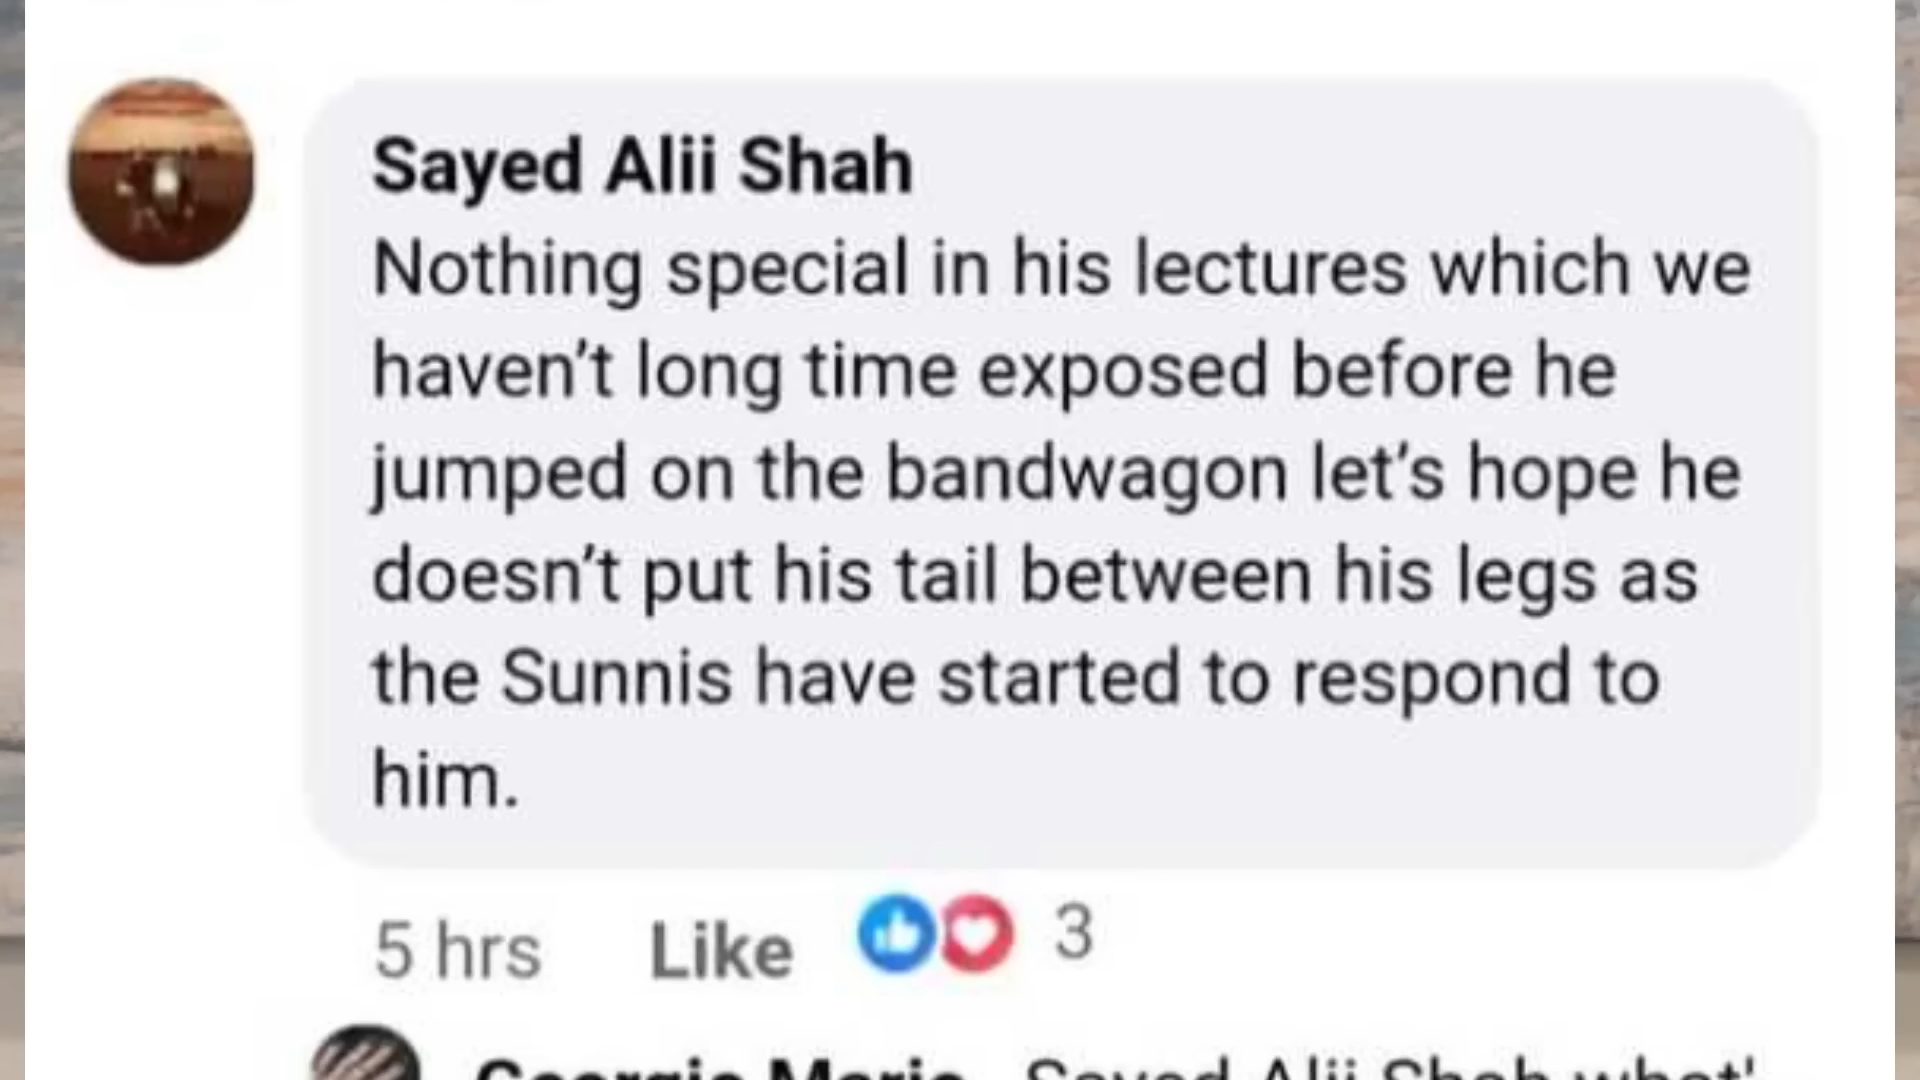 Sayed Alii Shah
Nothing special in his lectures which we
haven't long time exposed before he
jumped on the bandwagon let's hope he
doesn't put his tail between his legs as
the Sunnis have started to respond to
him.
5 hrs Like 3
Georgie Marie Sayed Alii Shah what'